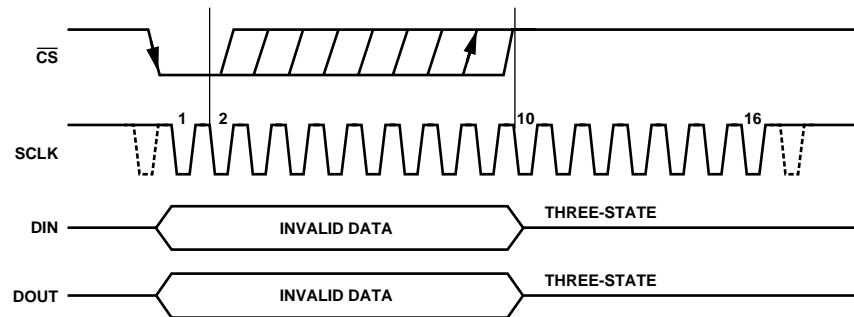 CS
1 2 10 16
SCLK
THREE-STATE
DIN INVALID DATA
THREE-STATE
DOUT INVALID DATA